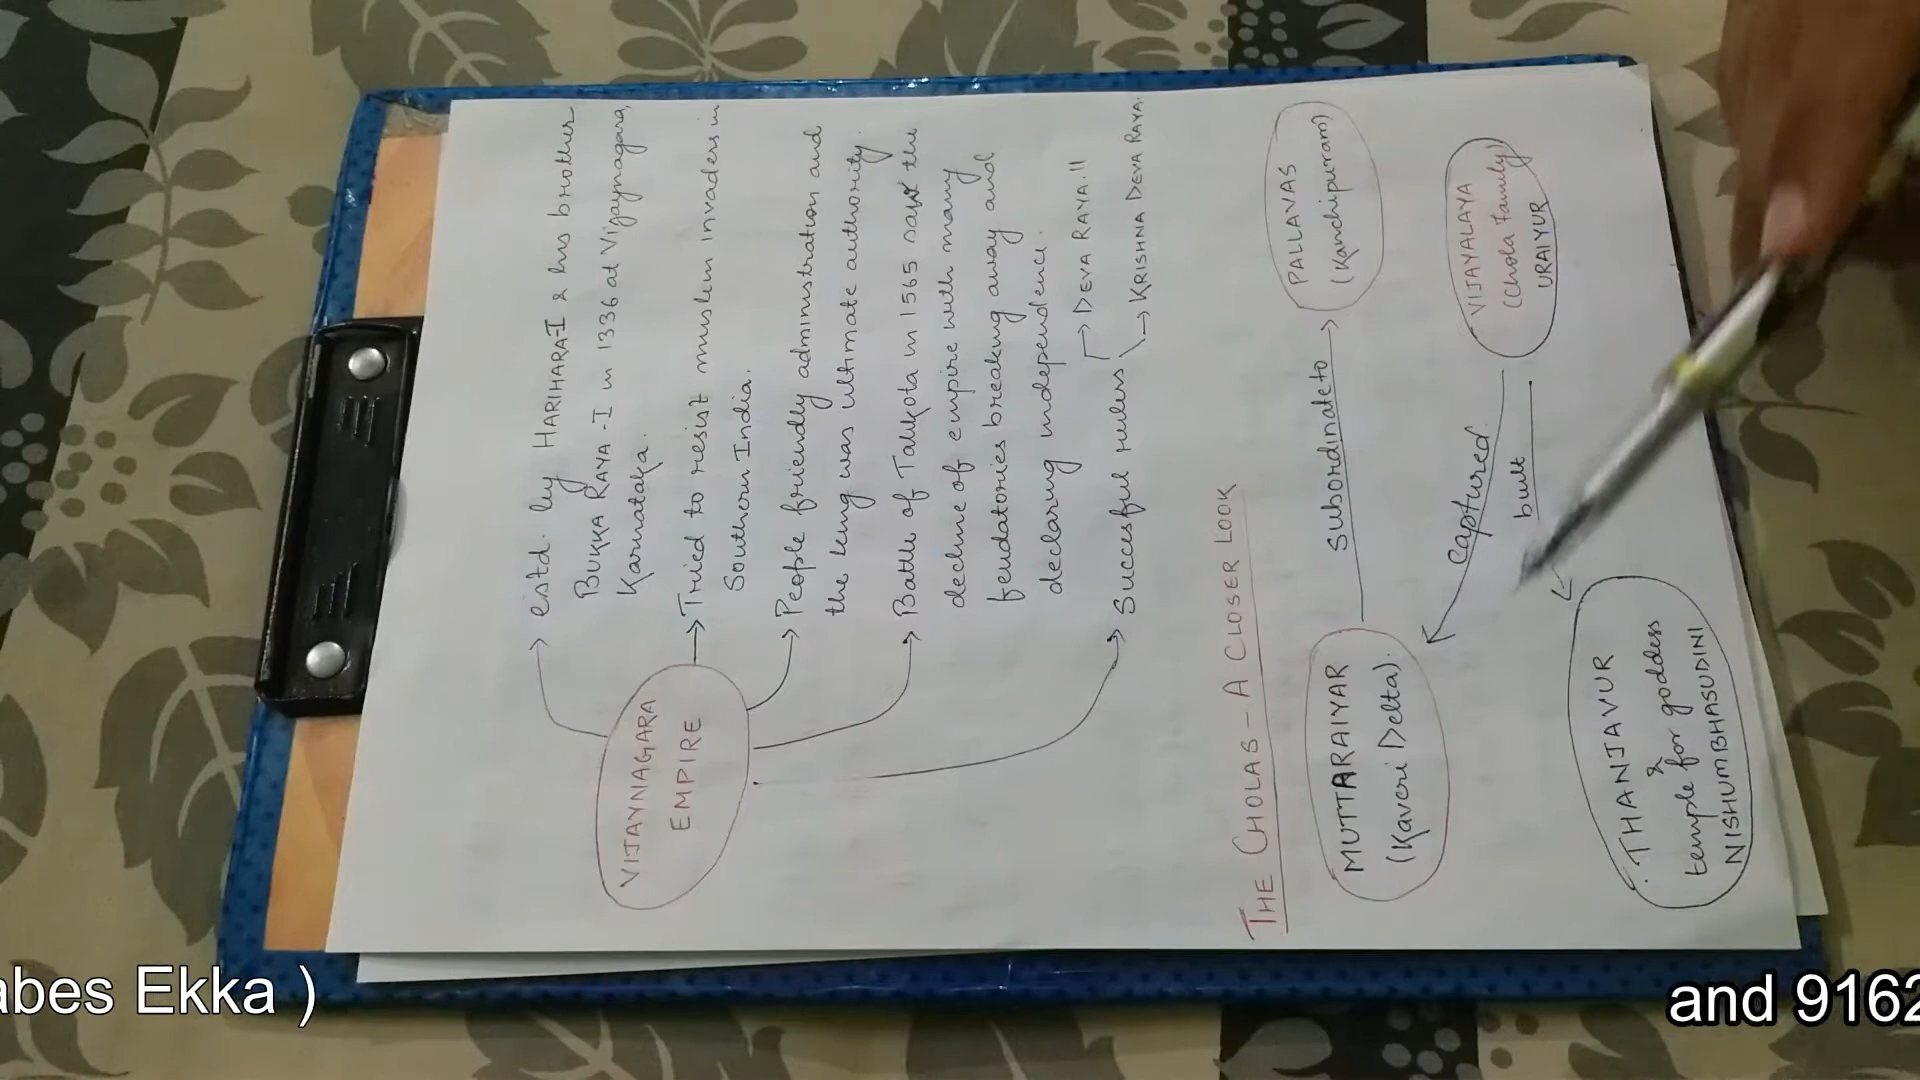 VIJAYNAGARA
EMPIRE
→ estd. by HARIHARA-I & his brother
BUKKA RAYA-I in 1336 at Vijaynagara,
Karnataka.
→ Tried to resist muslim invaders in
Southern India.
→ People friendly administration and
the king was ultimate authority.
→ Battle of Talikota in 1565 saw the
decline of empire with many
feudatories breaking away and
declaring independence.
→ Successful rulers → DEVA RAYA II
→ KRISHNA DEVA RAYA.
THE CHOLAS - A CLOSER LOOK
MUTTARAIYAR
(Kaveri Delta).
Subordinate to
PALLAVAS
(Kanchipurram)
captured
VIJAYALAYA
(Chola family)
URAIYUR
built
THANJAVUR
&
temple for goddess
NISHUMBHASUDINI
abes Ekka )
and 9162